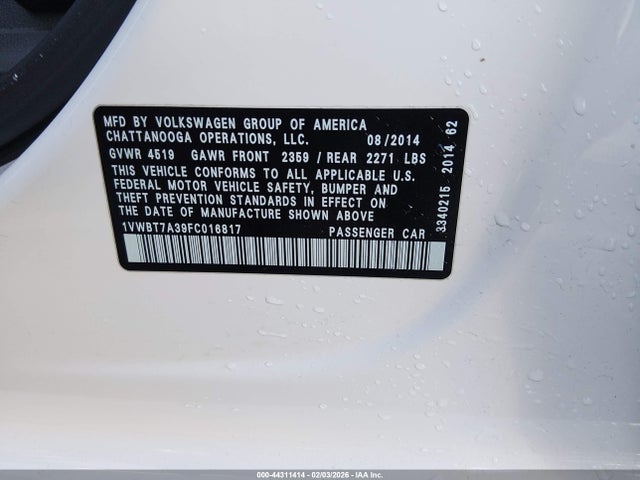 MFD BY VOLKSWAGEN GROUP OF AMERICA
CHATTANOOGA OPERATIONS, LLC. 08/2014
GVWR 4519 GAWR FRONT 2359 / REAR 2271 LBS
THIS VEHICLE CONFORMS TO ALL APPLICABLE U.S.
FEDERAL MOTOR VEHICLE SAFETY, BUMPER AND
THEFT PREVENTION STANDARDS IN EFFECT ON THE
DATE OF MANUFACTURE SHOWN ABOVE
1VWBT7A39FC016817 PASSENGER CAR
3340215 2014 62
000-44311414 - 02/03/2026 - IAA Inc.